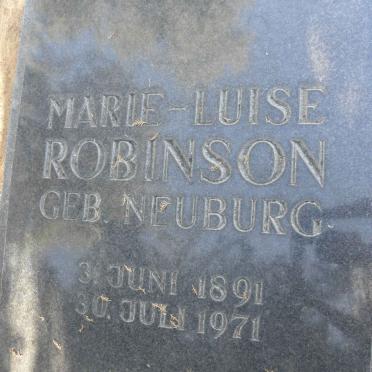 MARIE-LUISE
ROBINSON
GEB. NEUBURG
3. JUNI 1891
30. JULI 1971